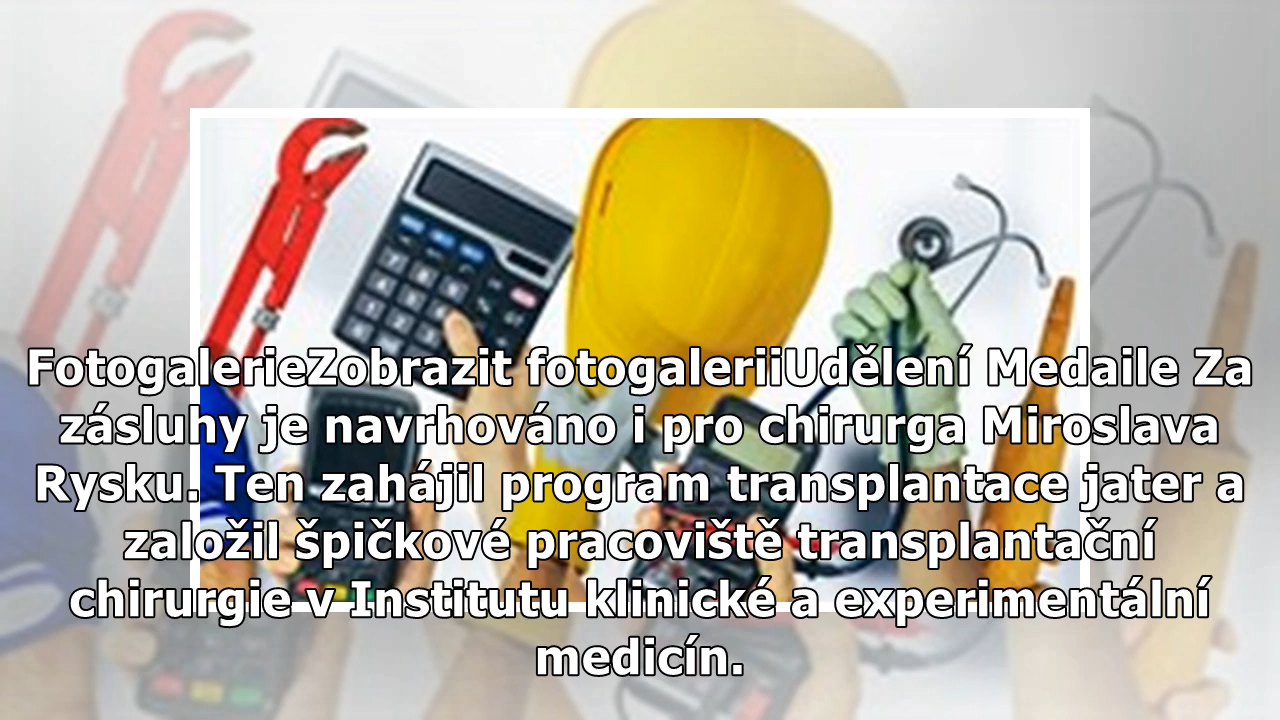 FotogalerieZobrazit fotogaleriiUdělení Medaile Za
zásluhy je navrhováno i pro chirurga Miroslava
Rysku. Ten zahájil program transplantace jater a
založil špičkové pracoviště transplantační
chirurgie v Institutu klinické a experimentální
medicín.